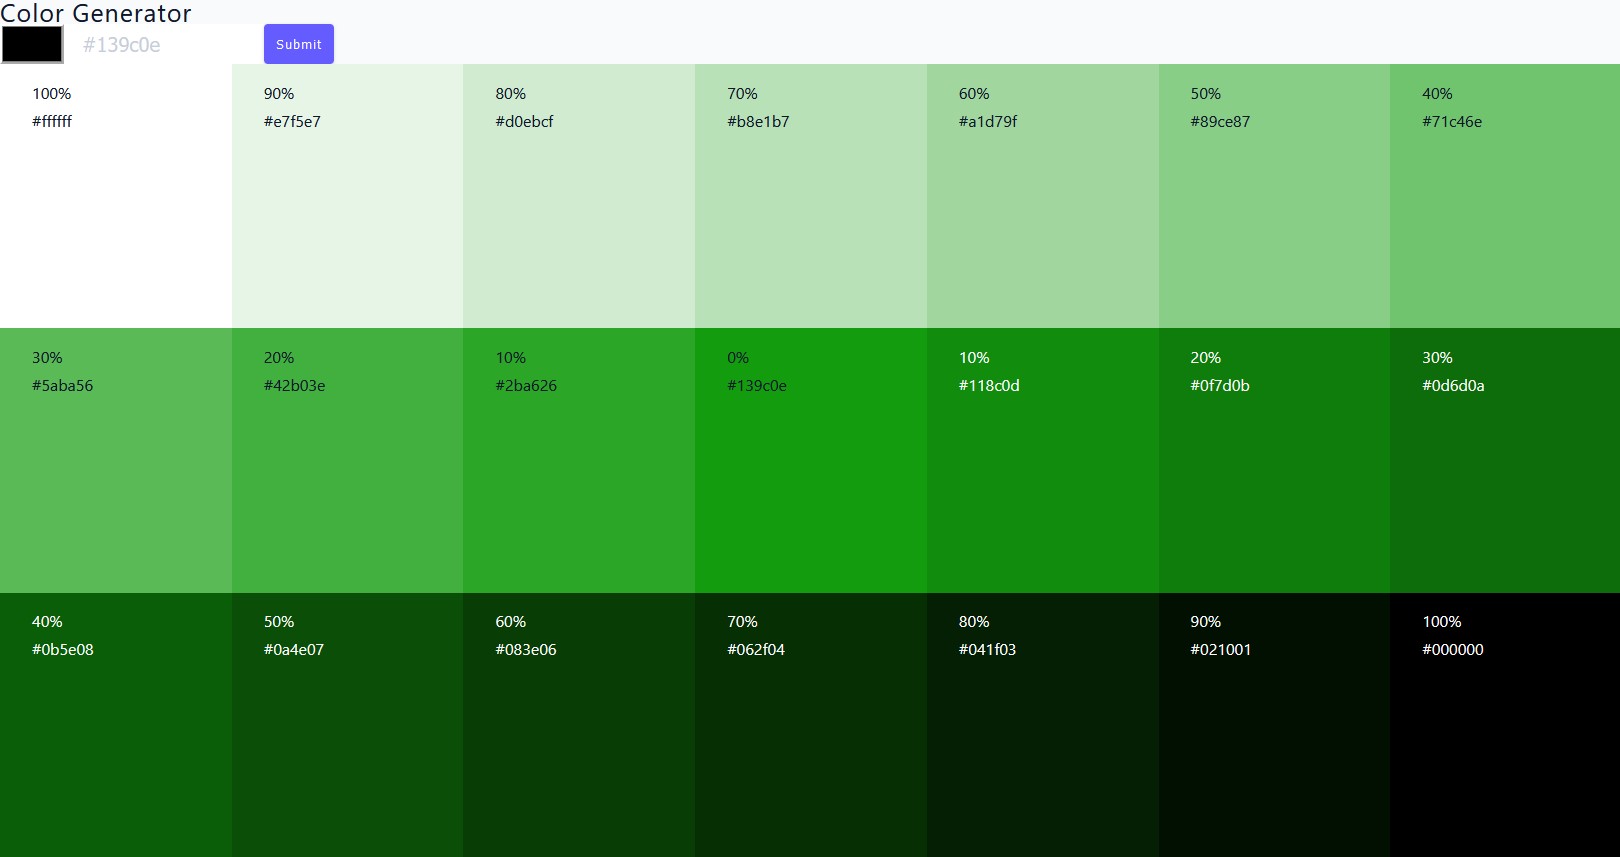 Color Generator
#139c0e
Submit
100%
#ffffff
90%
#e7f5e7
80%
#d0ebcf
70%
#b8e1b7
60%
#a1d79f
50%
#89ce87
40%
#71c46e
30%
#5aba56
20%
#42b03e
10%
#2ba626
0%
#139c0e
10%
#118c0d
20%
#0f7d0b
30%
#0d6d0a
40%
#0b5e08
50%
#0a4e07
60%
#083e06
70%
#062f04
80%
#041f03
90%
#021001
100%
#000000